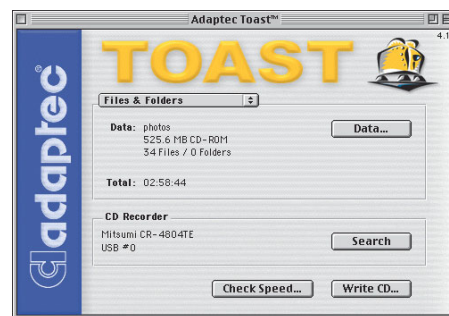 Adaptec Toast™
4.1
adaptec
TOAST
Files & Folders
Data: photos
525.6 MB CD-ROM
34 Files / 0 Folders
Data...
Total: 02:58:44
CD Recorder
Mitsumi CR-4804TE
USB #0
Search
Check Speed...
Write CD...